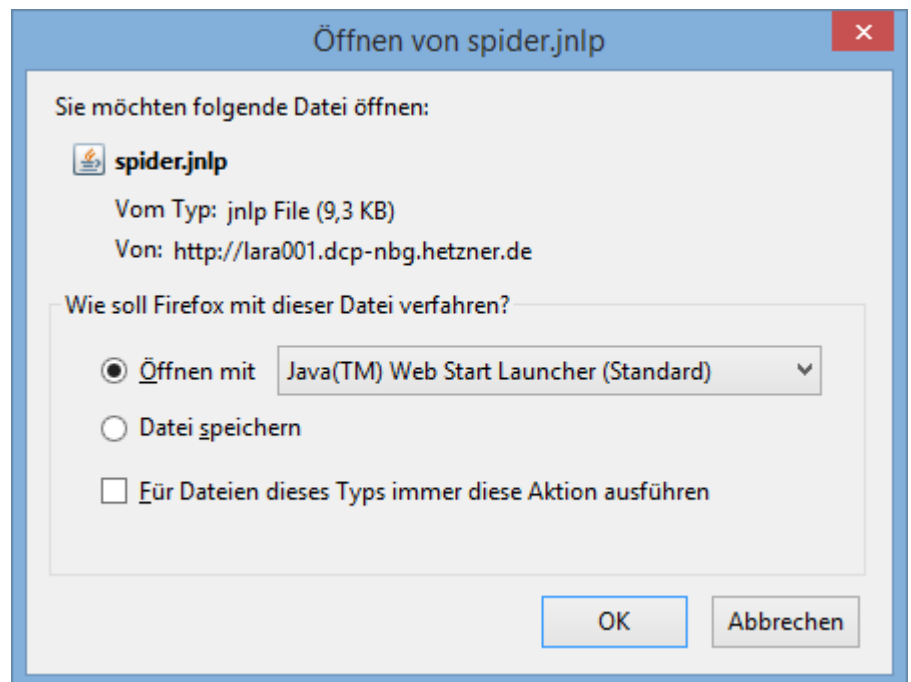 Öffnen von spider.jnlp
Sie möchten folgende Datei öffnen:
spider.jnlp
Vom Typ: jnlp File (9,3 KB)
Von: http://lara001.dcp-nbg.hetzner.de
Wie soll Firefox mit dieser Datei verfahren?
Öffnen mit Java(TM) Web Start Launcher (Standard)
Datei speichern
Für Dateien dieses Typs immer diese Aktion ausführen
OK Abbrechen